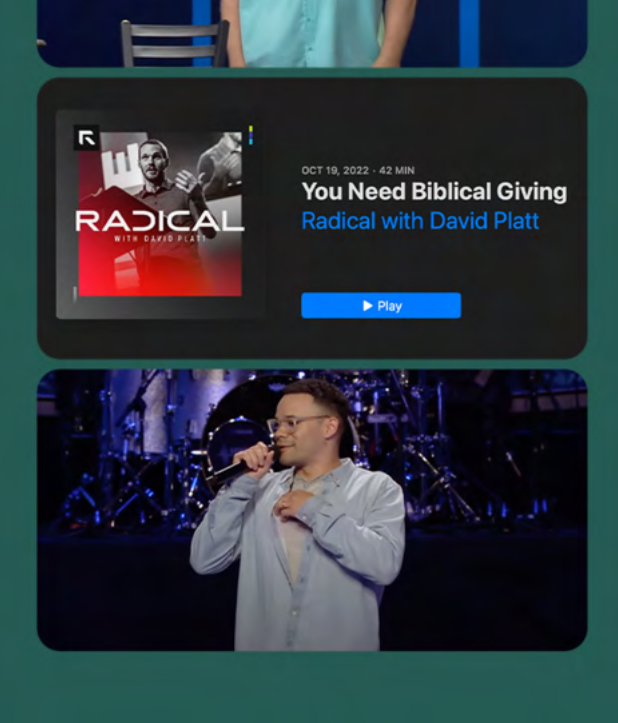 OCT 19, 2022 · 42 MIN
You Need Biblical Giving
Radical with David Platt
RADICAL
WITH DAVID PLATT
▶ Play